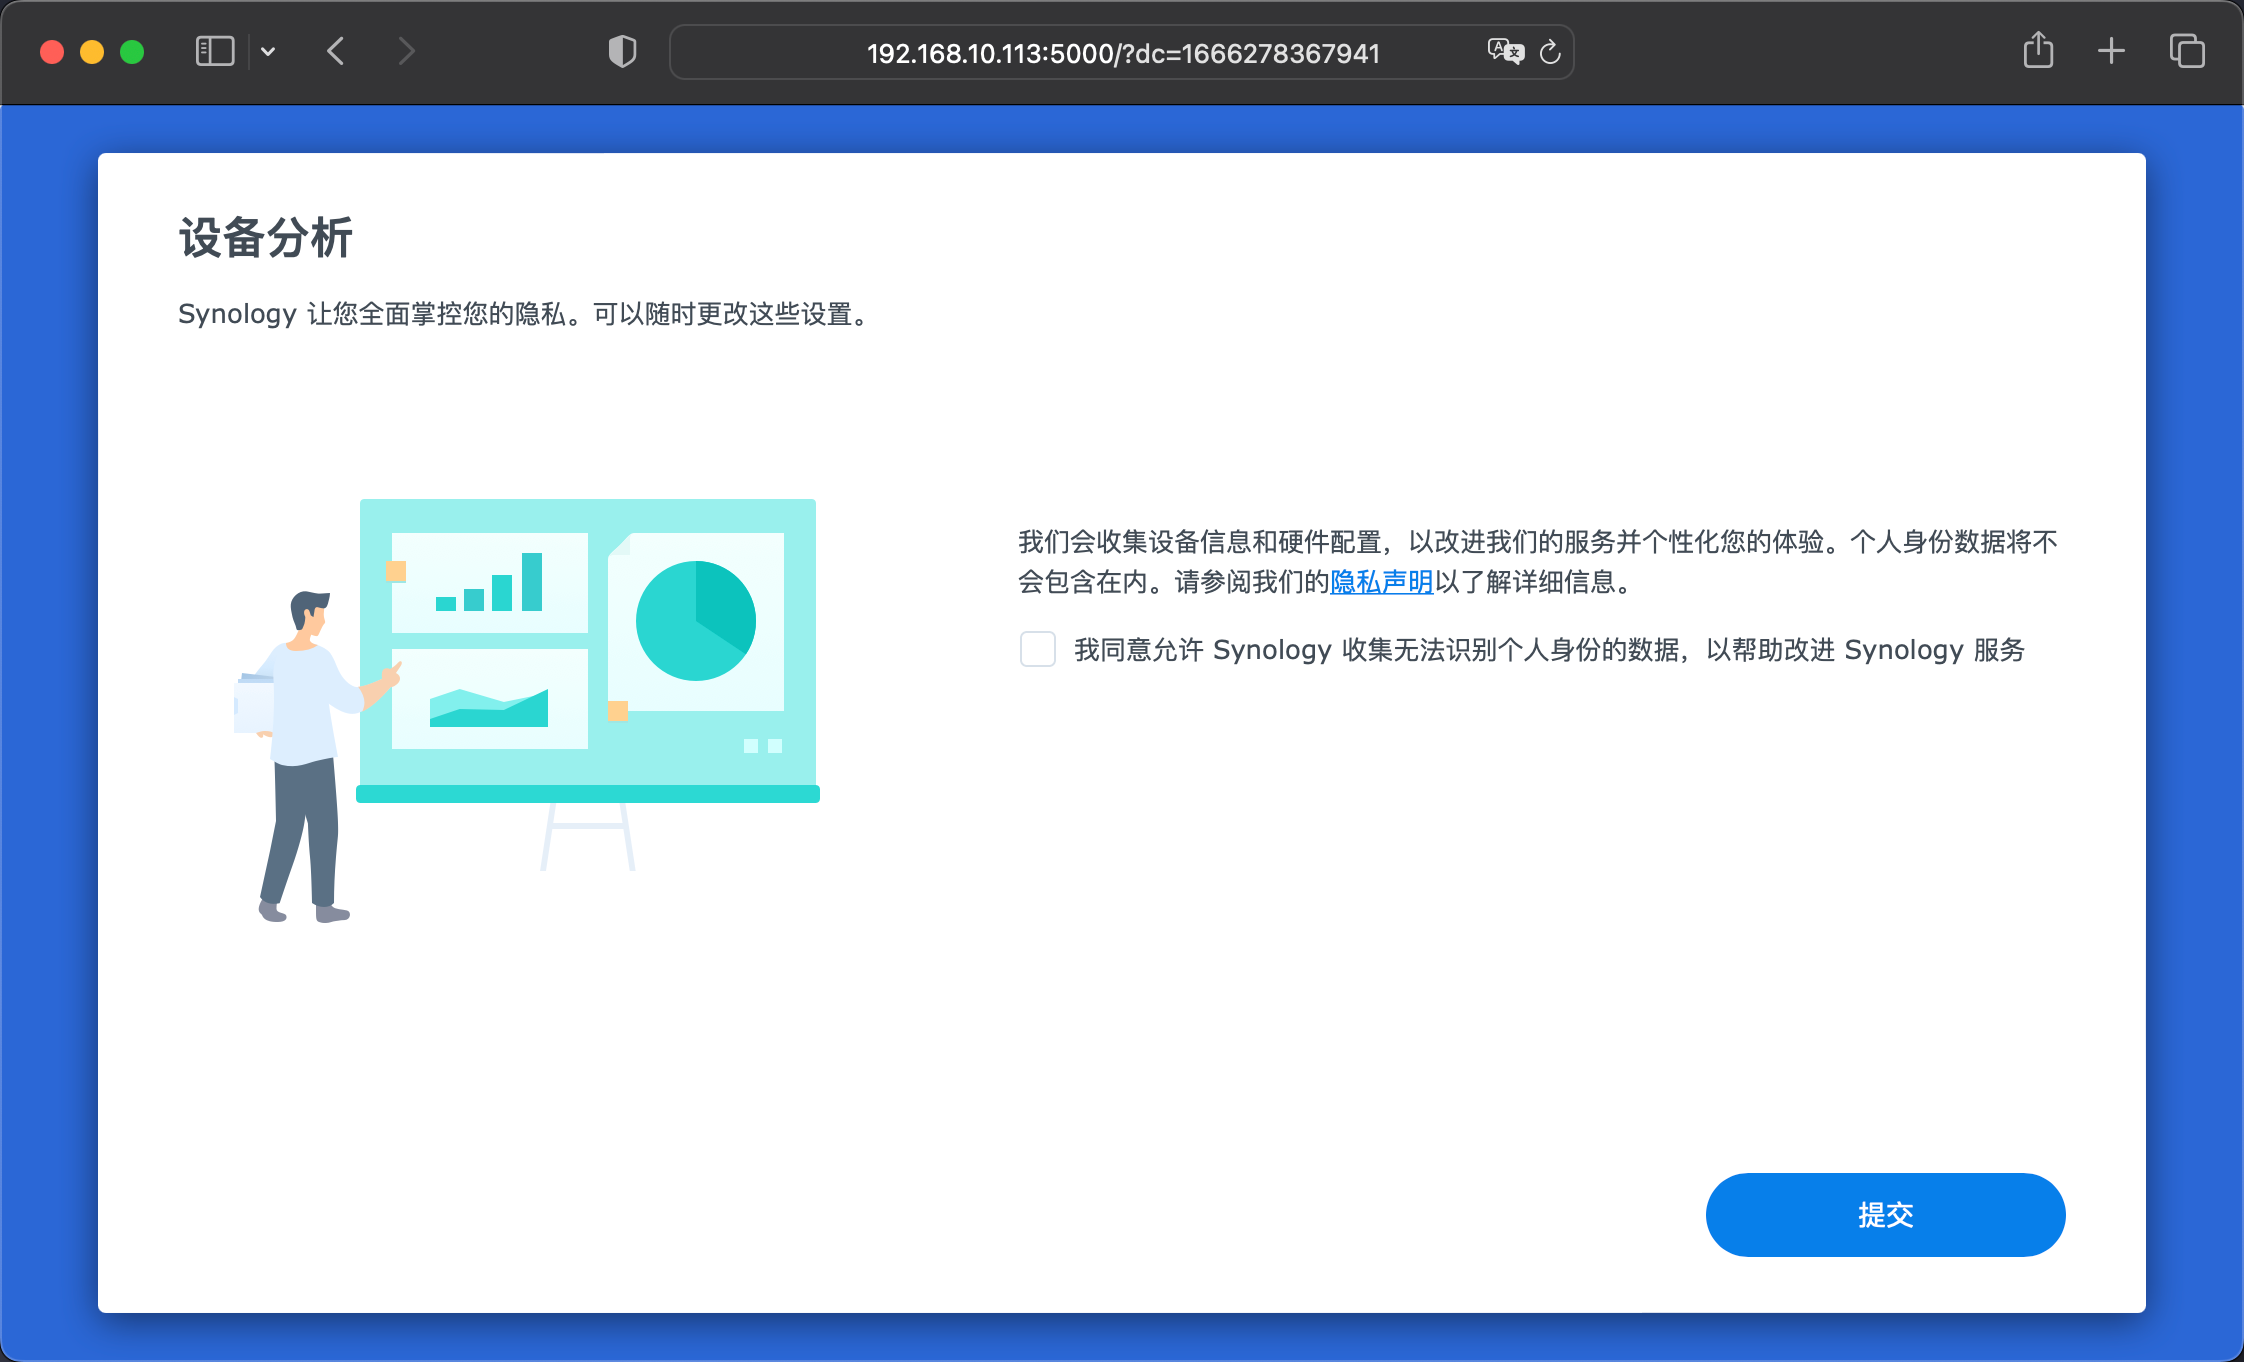 192.168.10.113:5000/?dc=1666278367941
设备分析
Synology 让您全面掌控您的隐私。可以随时更改这些设置。
我们会收集设备信息和硬件配置，以改进我们的服务并个性化您的体验。个人身份数据将不
会包含在内。请参阅我们的隐私声明以了解详细信息。
我同意允许 Synology 收集无法识别个人身份的数据，以帮助改进 Synology 服务
提交